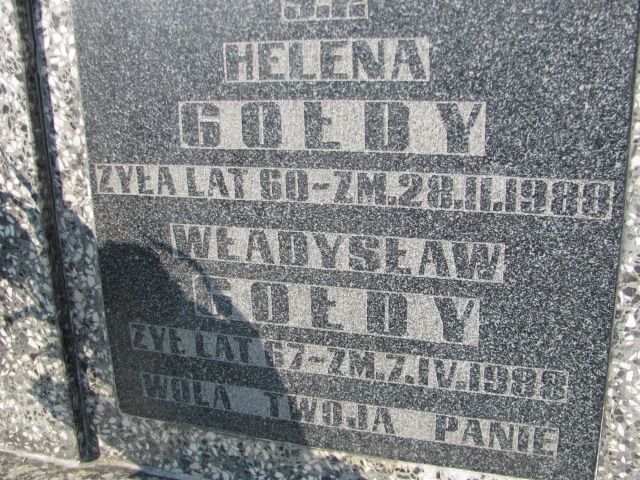 Ś.P.
HELENA
GOŁDY
ŻYŁA LAT 60-ZM.28.II.1988
WŁADYSŁAW
GOŁDY
ŻYŁ LAT 67-ZM.7.IV.1988
WOLA TWOJA PANIE